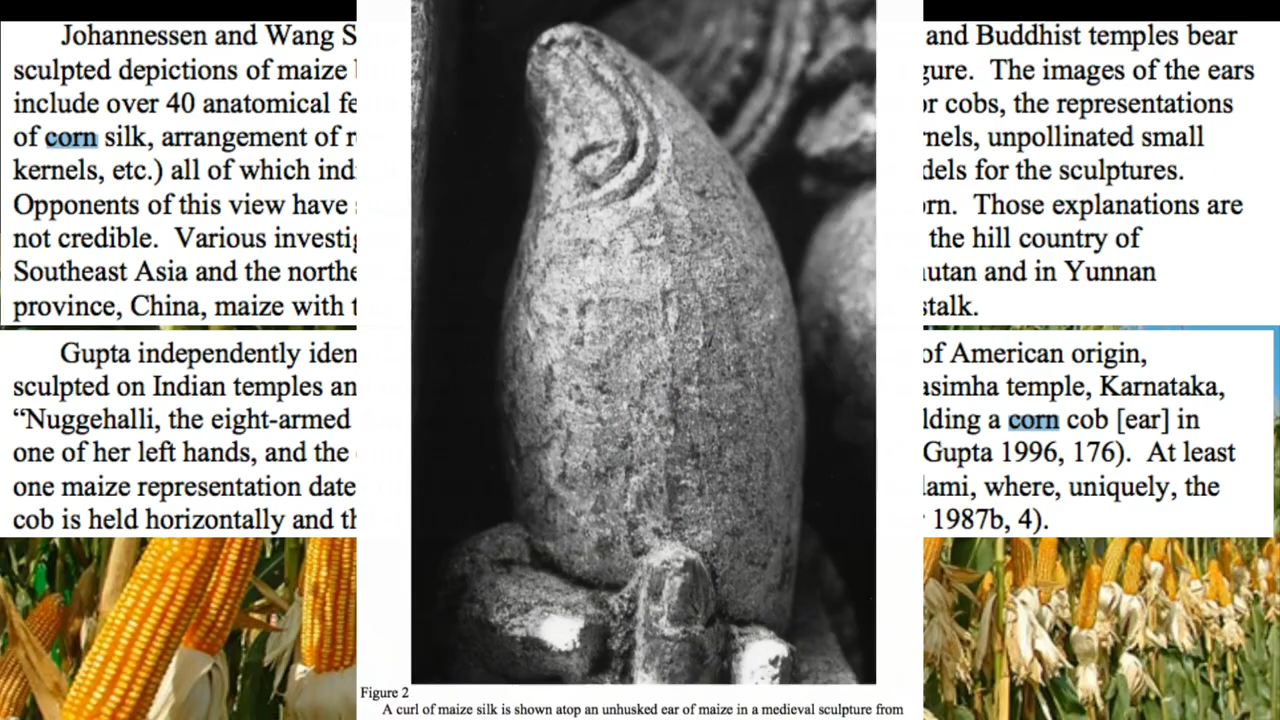 Johannessen and Wang S
sculpted depictions of maize
include over 40 anatomical fe
of corn silk, arrangement of
kernels, etc.) all of which ind
Opponents of this view have
not credible. Various investig
Southeast Asia and the northe
province, China, maize with
Gupta independently iden
sculpted on Indian temples an
“Nuggehalli, the eight-armed
one of her left hands, and the
one maize representation date
cob is held horizontally and th
Figure 2
A curl of maize silk is shown atop an unhusked ear of maize in a medieval sculpture from
and Buddhist temples bear
gure. The images of the ears
or cobs, the representations
rnels, unpollinated small
dels for the sculptures.
orn. Those explanations are
the hill country of
utan and in Yunnan
stalk.
of American origin,
asimha temple, Karnataka,
lding a corn cob [ear] in
Gupta 1996, 176). At least
lami, where, uniquely, the
1987b, 4).